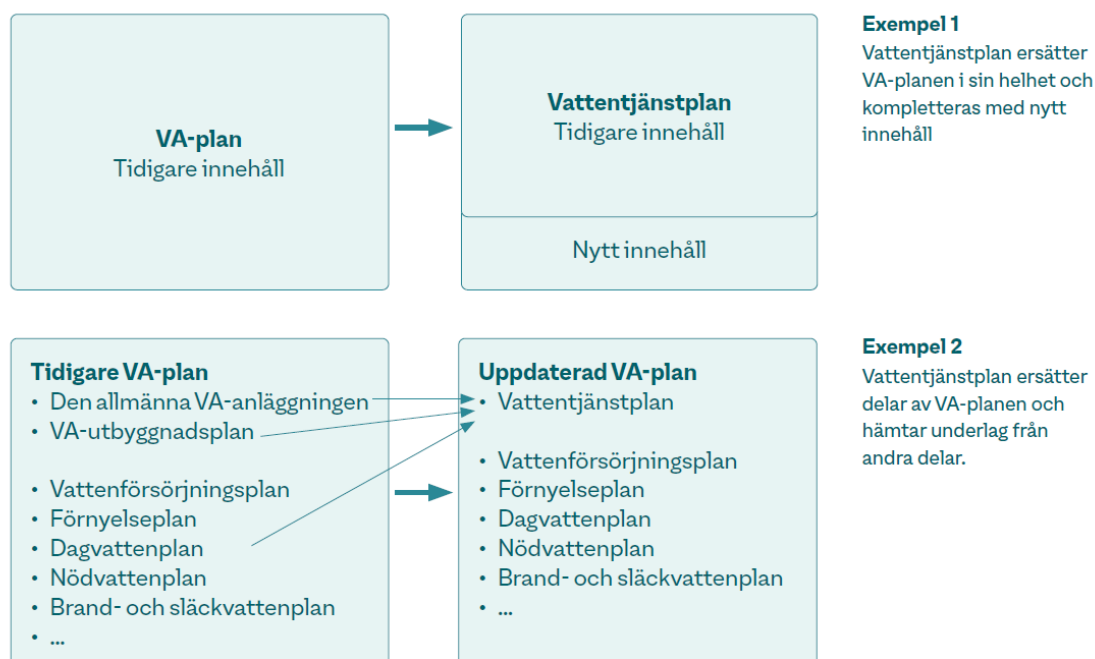 VA-plan
Tidigare innehåll
Vattentjänstplan
Tidigare innehåll
Nytt innehåll
Exempel 1
Vattentjänstplan ersätter
VA-planen i sin helhet och
kompletteras med nytt
innehåll
Tidigare VA-plan
• Den allmänna VA-anläggningen
• VA-utbyggnadsplan
• Vattenförsörjningsplan
• Förnyelseplan
• Dagvattenplan
• Nödvattenplan
• Brand- och släckvattenplan
• ...
Uppdaterad VA-plan
• Vattentjänstplan
• Vattenförsörjningsplan
• Förnyelseplan
• Dagvattenplan
• Nödvattenplan
• Brand- och släckvattenplan
• ...
Exempel 2
Vattentjänstplan ersätter
delar av VA-planen och
hämtar underlag från
andra delar.